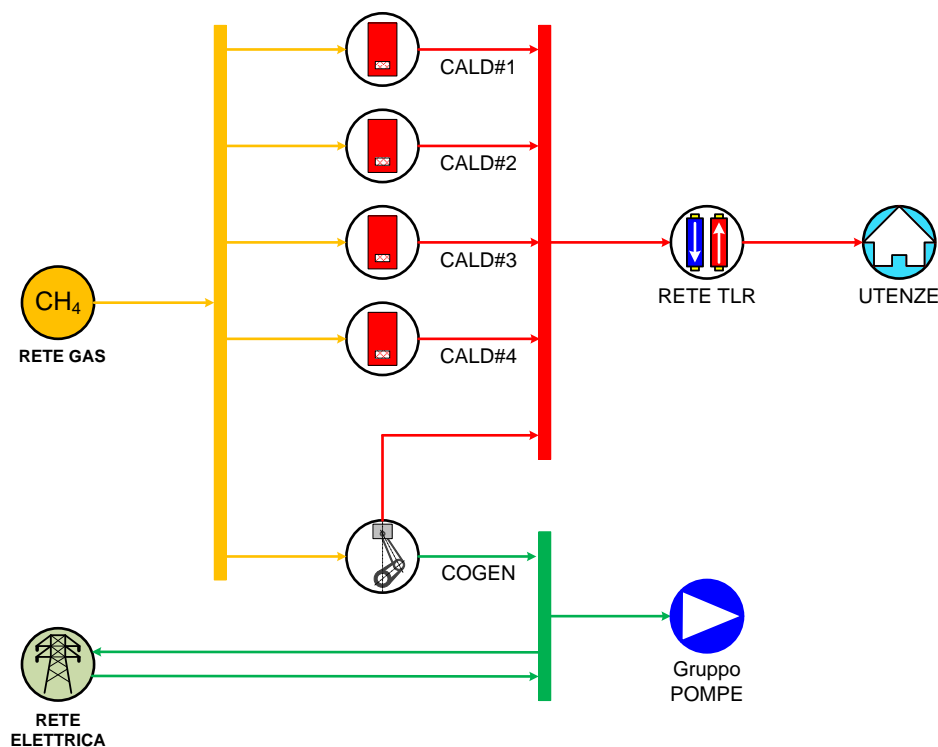 CALD#1
CALD#2
CALD#3
CALD#4
CH₄
RETE GAS
RETE TLR
UTENZE
COGEN
Gruppo
POMPE
RETE
ELETTRICA